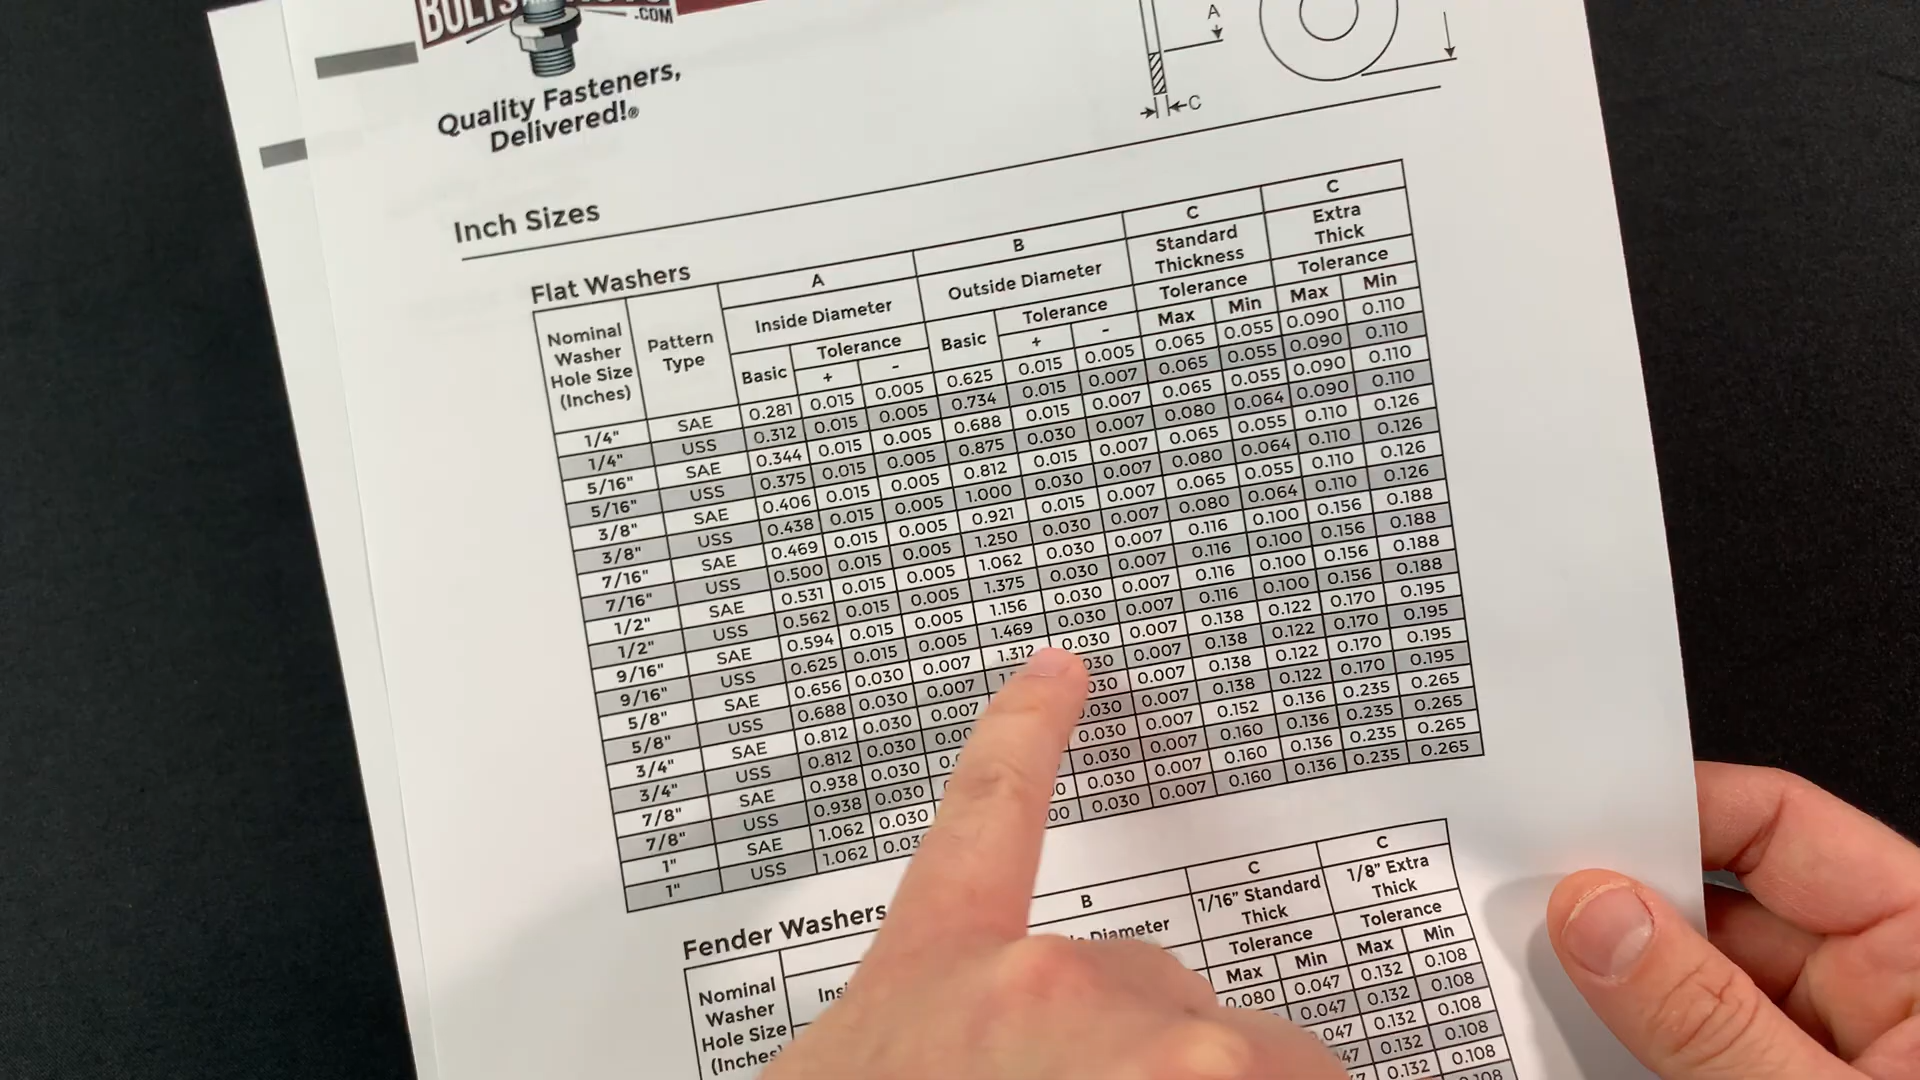 BOLTS
.COM
Quality Fasteners,
Delivered!®
A
C
Inch Sizes
Flat Washers
A B C C
Inside Diameter Outside Diameter Standard Thickness Extra Thick
Nominal Washer Hole Size (Inches) Pattern Type Basic Tolerance Basic Tolerance Tolerance Tolerance
+ - + - Max Min Max Min
1/4" SAE 0.281 0.015 0.005 0.625 0.015 0.005 0.065 0.055 0.090 0.110
1/4" USS 0.312 0.015 0.005 0.734 0.015 0.007 0.065 0.055 0.090 0.110
5/16" SAE 0.344 0.015 0.005 0.688 0.015 0.007 0.065 0.055 0.090 0.110
5/16" USS 0.375 0.015 0.005 0.875 0.030 0.007 0.080 0.064 0.090 0.110
3/8" SAE 0.406 0.015 0.005 0.812 0.015 0.007 0.065 0.055 0.110 0.126
3/8" USS 0.438 0.015 0.005 1.000 0.030 0.007 0.080 0.064 0.110 0.126
7/16" SAE 0.469 0.015 0.005 0.921 0.015 0.007 0.065 0.055 0.110 0.126
7/16" USS 0.500 0.015 0.005 1.250 0.030 0.007 0.080 0.064 0.110 0.126
1/2" SAE 0.531 0.015 0.005 1.062 0.030 0.007 0.116 0.100 0.156 0.188
1/2" USS 0.562 0.015 0.005 1.375 0.030 0.007 0.116 0.100 0.156 0.188
9/16" SAE 0.594 0.015 0.005 1.156 0.030 0.007 0.116 0.100 0.156 0.188
9/16" USS 0.625 0.015 0.005 1.469 0.030 0.007 0.116 0.100 0.156 0.188
5/8" SAE 0.656 0.030 0.007 1.312 0.030 0.007 0.138 0.122 0.170 0.195
5/8" USS 0.688 0.030 0.007 0.007 0.138 0.122 0.170 0.195
3/4" SAE 0.812 0.030 0.007 0.007 0.138 0.122 0.170 0.195
3/4" USS 0.812 0.030 0.007 0.138 0.122 0.170 0.195
7/8" SAE 0.938 0.030 0.030 0.007 0.152 0.136 0.235 0.265
7/8" USS 0.938 0.030 0.030 0.007 0.160 0.136 0.235 0.265
1" SAE 1.062 0.030 0.030 0.007 0.160 0.136 0.235 0.265
1" USS 1.062 0.030 0.007 0.160 0.136 0.235 0.265
Fender Washers
B C C
Diameter 1/16" Standard Thick 1/8" Extra Thick
Nominal Washer Hole Size (Inches) Tolerance Tolerance
Max Min Max Min
0.080 0.047 0.132 0.108
0.047 0.132 0.108
0.132 0.108
0.132 0.108
0.132 0.108